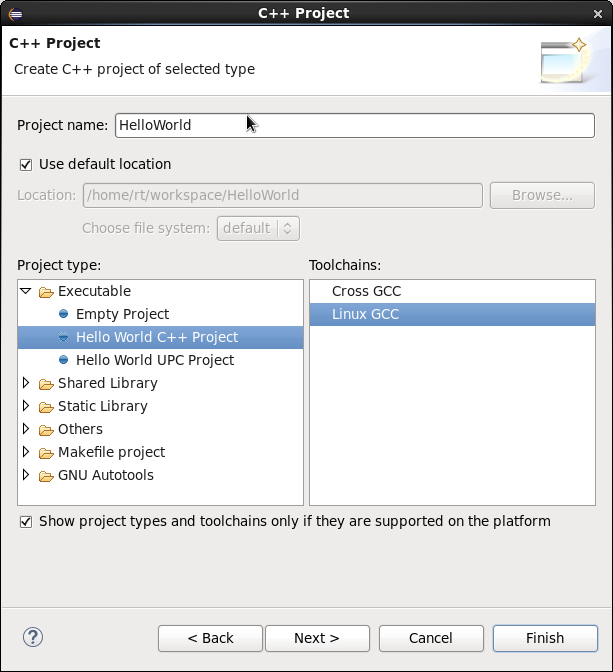 C++ Project
C++ Project
Create C++ project of selected type
Project name: HelloWorld
Use default location
Location: /home/rt/workspace/HelloWorld Browse...
Choose file system: default
Project type: Toolchains:
Executable Cross GCC
Empty Project Linux GCC
Hello World C++ Project
Hello World UPC Project
Shared Library
Static Library
Others
Makefile project
GNU Autotools
Show project types and toolchains only if they are supported on the platform
? < Back Next > Cancel Finish